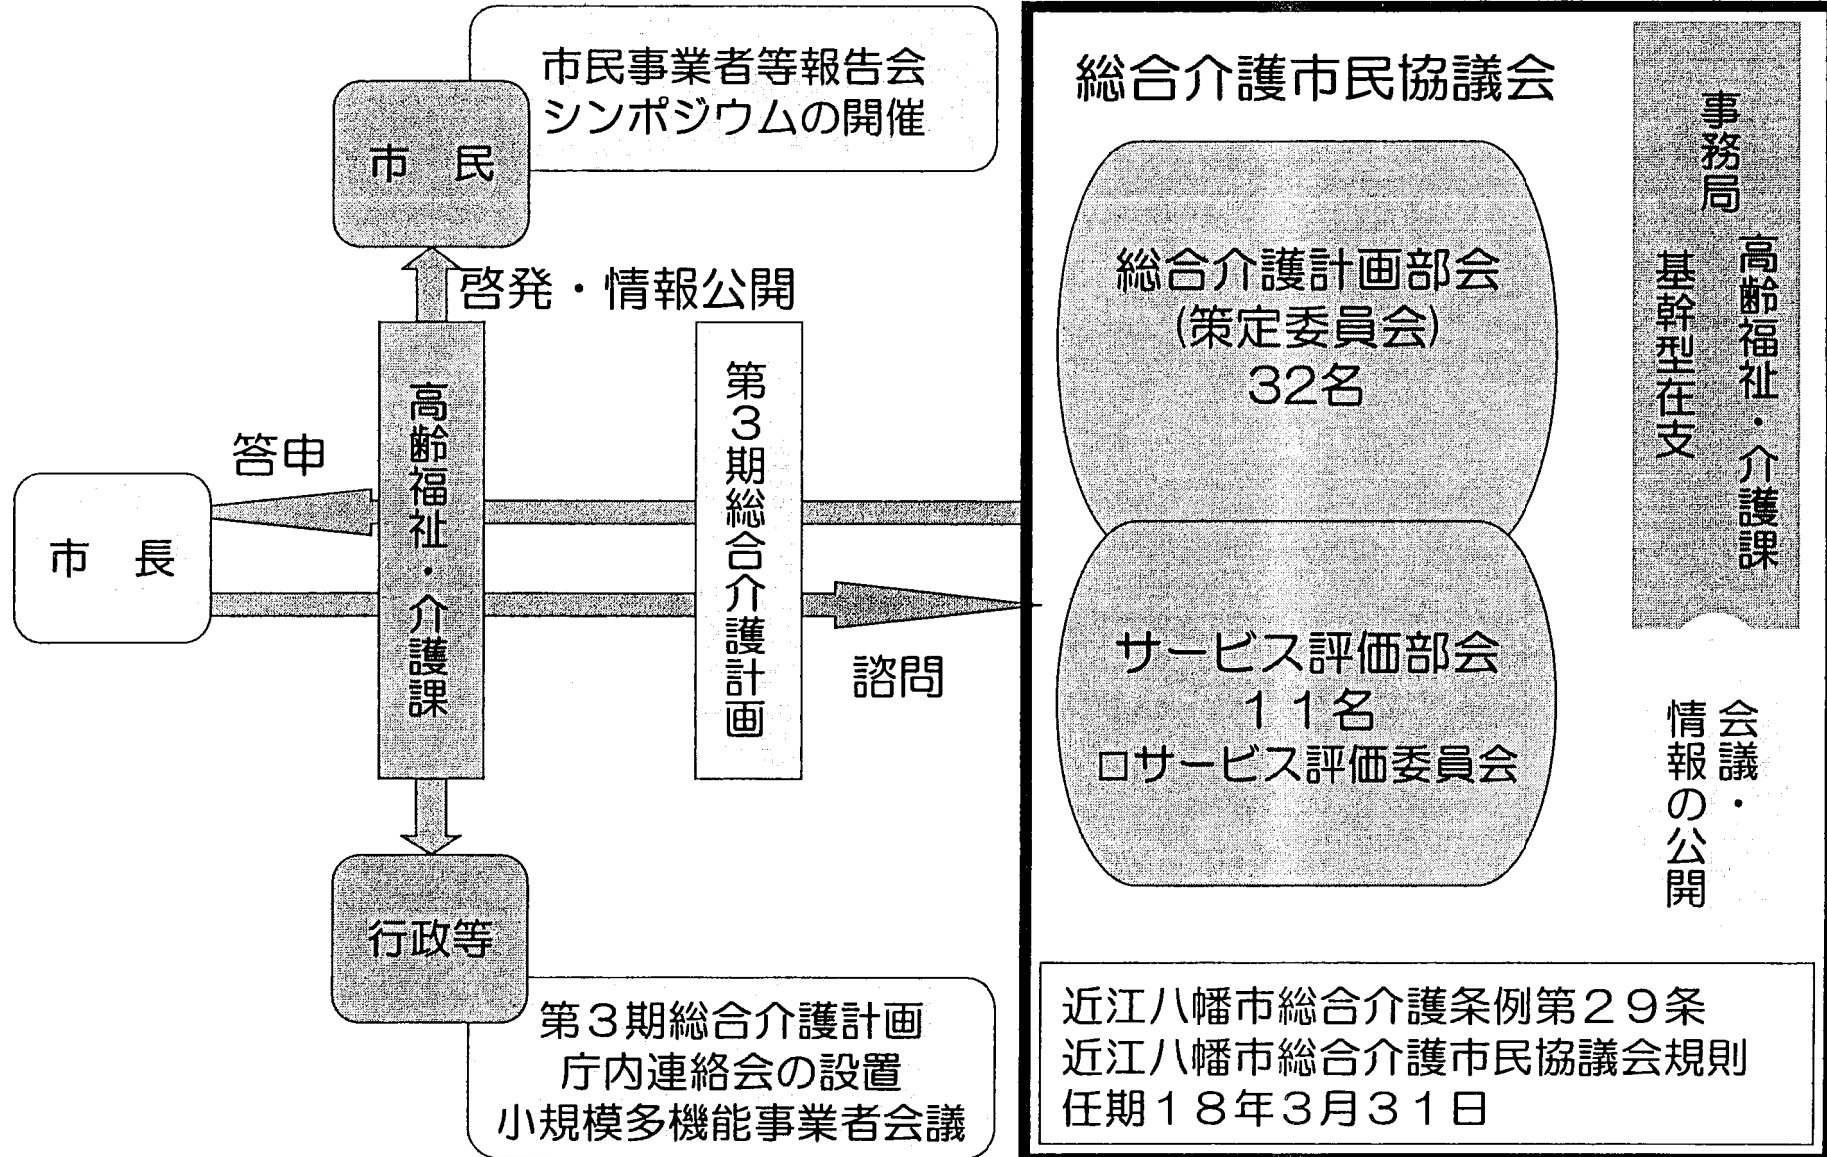 市民事業者等報告会
シンポジウムの開催
市　民
啓発・情報公開
高齢福祉・介護課
第３期総合介護計画
答申
市　長
諮問
行政等
第３期総合介護計画
庁内連絡会の設置
小規模多機能事業者会議
総合介護市民協議会
総合介護計画部会
(策定委員会)
32名
サービス評価部会
１１名
ロサービス評価委員会
事務局
高齢福祉・介護課
基幹型在支
会議・
情報の公開
近江八幡市総合介護条例第２９条
近江八幡市総合介護市民協議会規則
任期１８年３月３１日